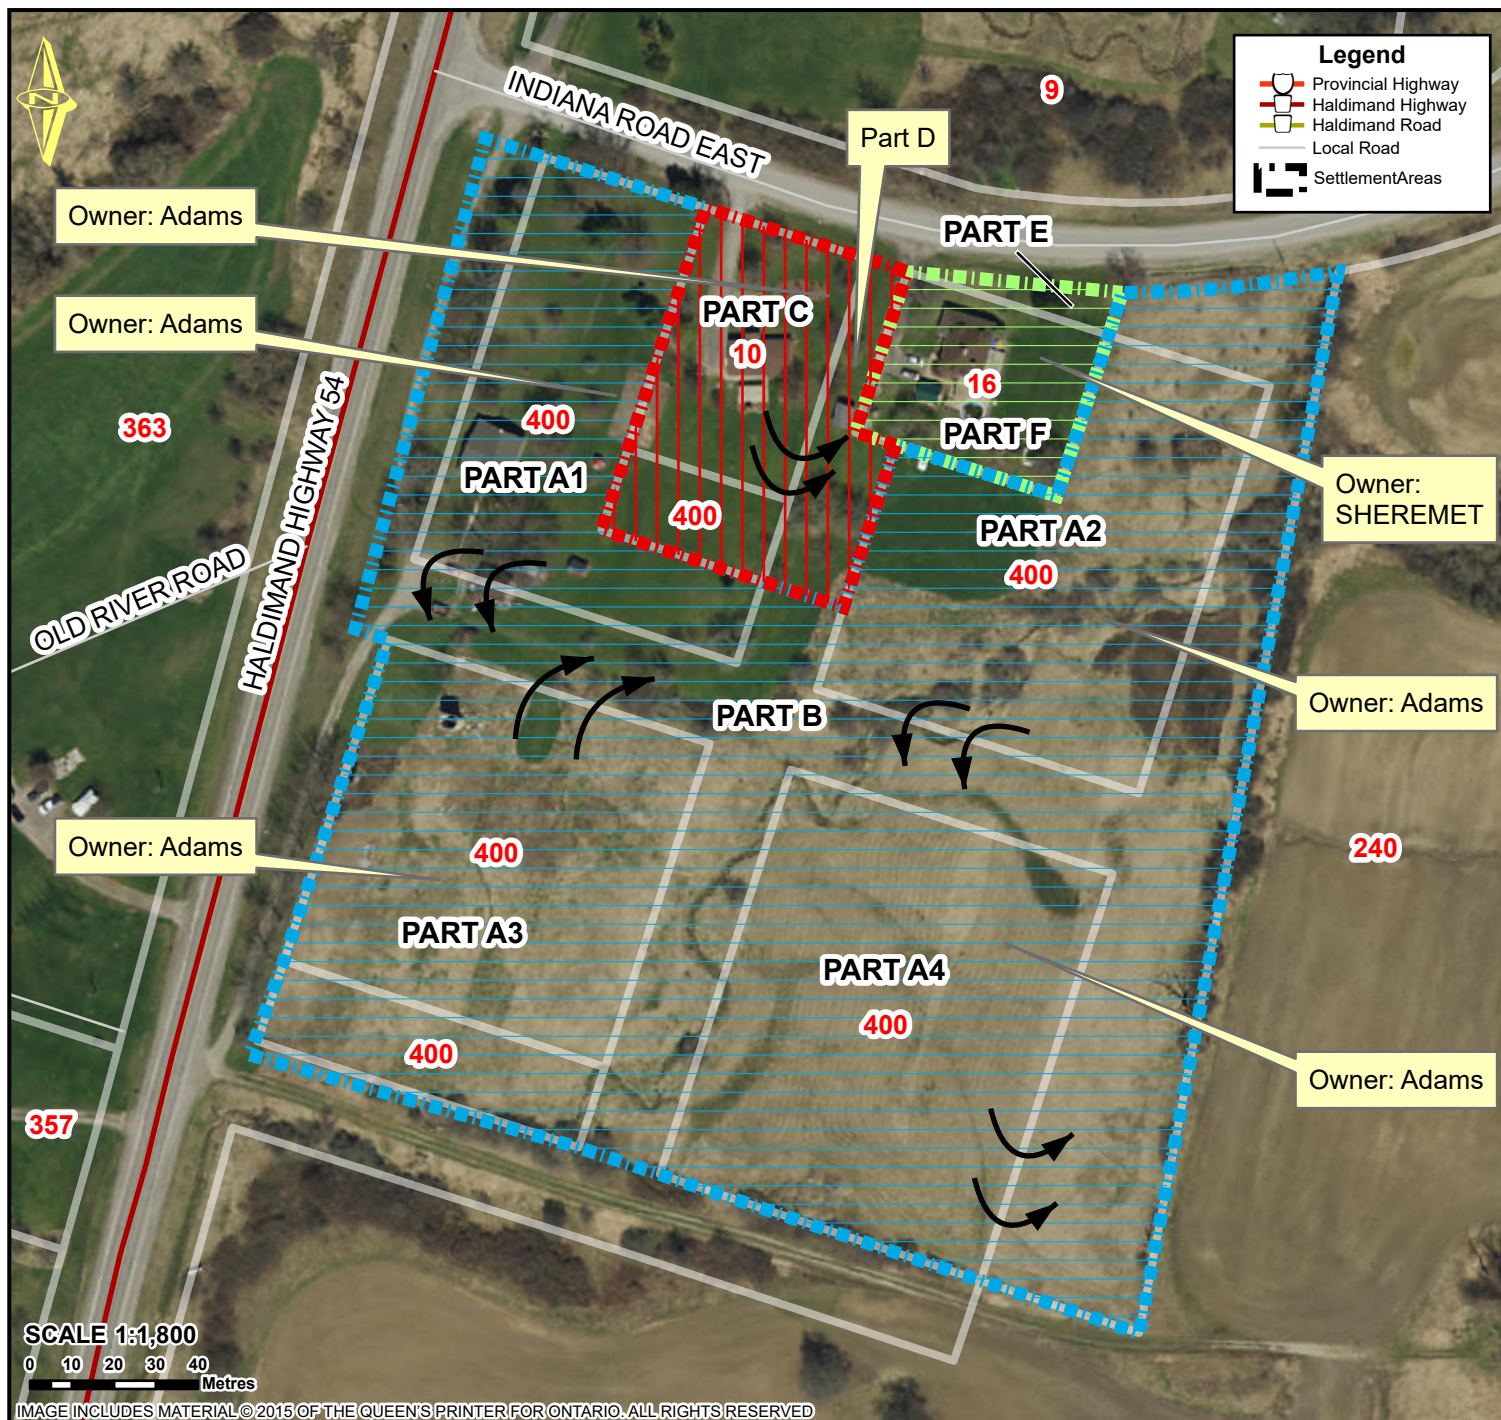 Legend
Provincial Highway
Haldimand Highway
Haldimand Road
Local Road
SettlementAreas
N
INDIANA ROAD EAST
9
Part D
Owner: Adams
PART E
Owner: Adams
PART C
10
16
363
400
PART F
PART A1
Owner:
SHEREMET
400
PART A2
400
HALDIMAND HIGHWAY 54
OLD RIVER ROAD
Owner: Adams
PART B
Owner: Adams
400
240
PART A3
PART A4
400
400
Owner: Adams
357
SCALE 1:1,800
0 10 20 30 40
Metres
IMAGE INCLUDES MATERIAL © 2015 OF THE QUEEN'S PRINTER FOR ONTARIO. ALL RIGHTS RESERVED